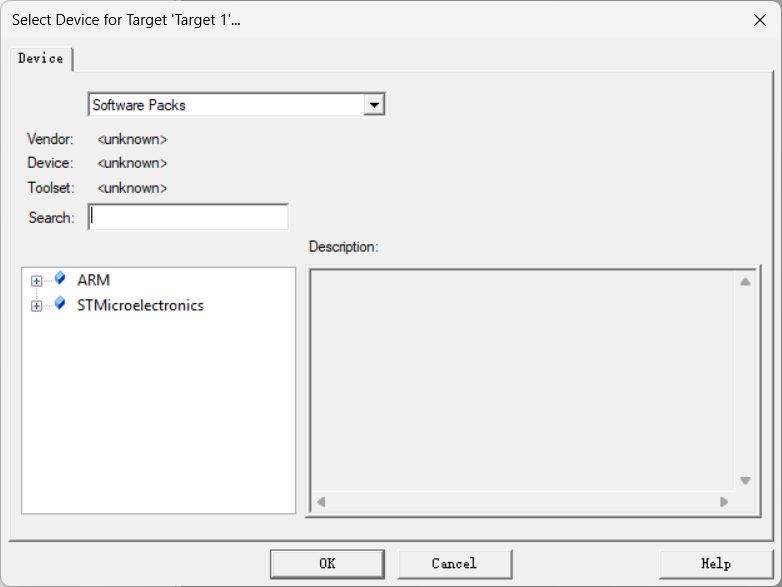 Select Device for Target 'Target 1'...
Device
Software Packs
Vendor: <unknown>
Device: <unknown>
Toolset: <unknown>
Search:
Description:
ARM
STMicroelectronics
OK
Cancel
Help